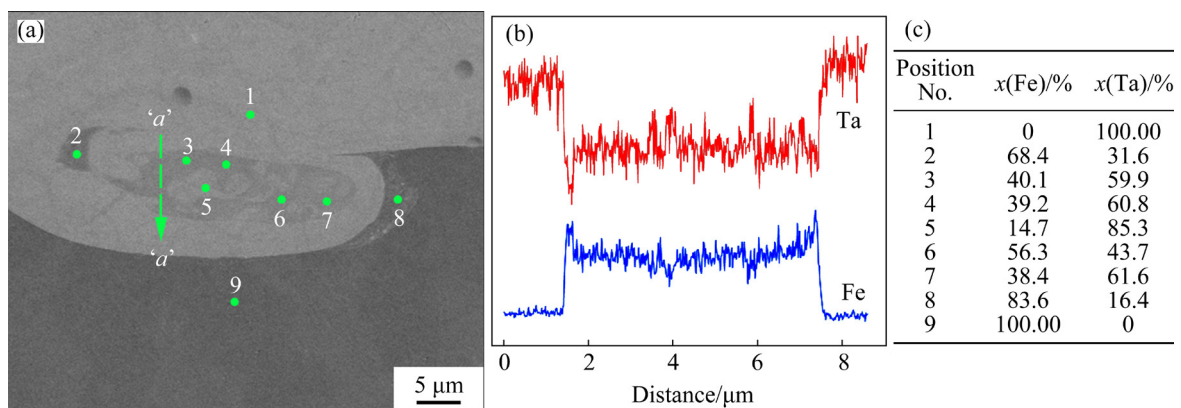 (a)
1
'a'
2
3
4
5
6
7
8
'a'
9
5 μm
(b)
Ta
Fe
0 2 4 6 8
Distance/μm
(c)
Position No. x(Fe)/% x(Ta)/%
1 0 100.00
2 68.4 31.6
3 40.1 59.9
4 39.2 60.8
5 14.7 85.3
6 56.3 43.7
7 38.4 61.6
8 83.6 16.4
9 100.00 0